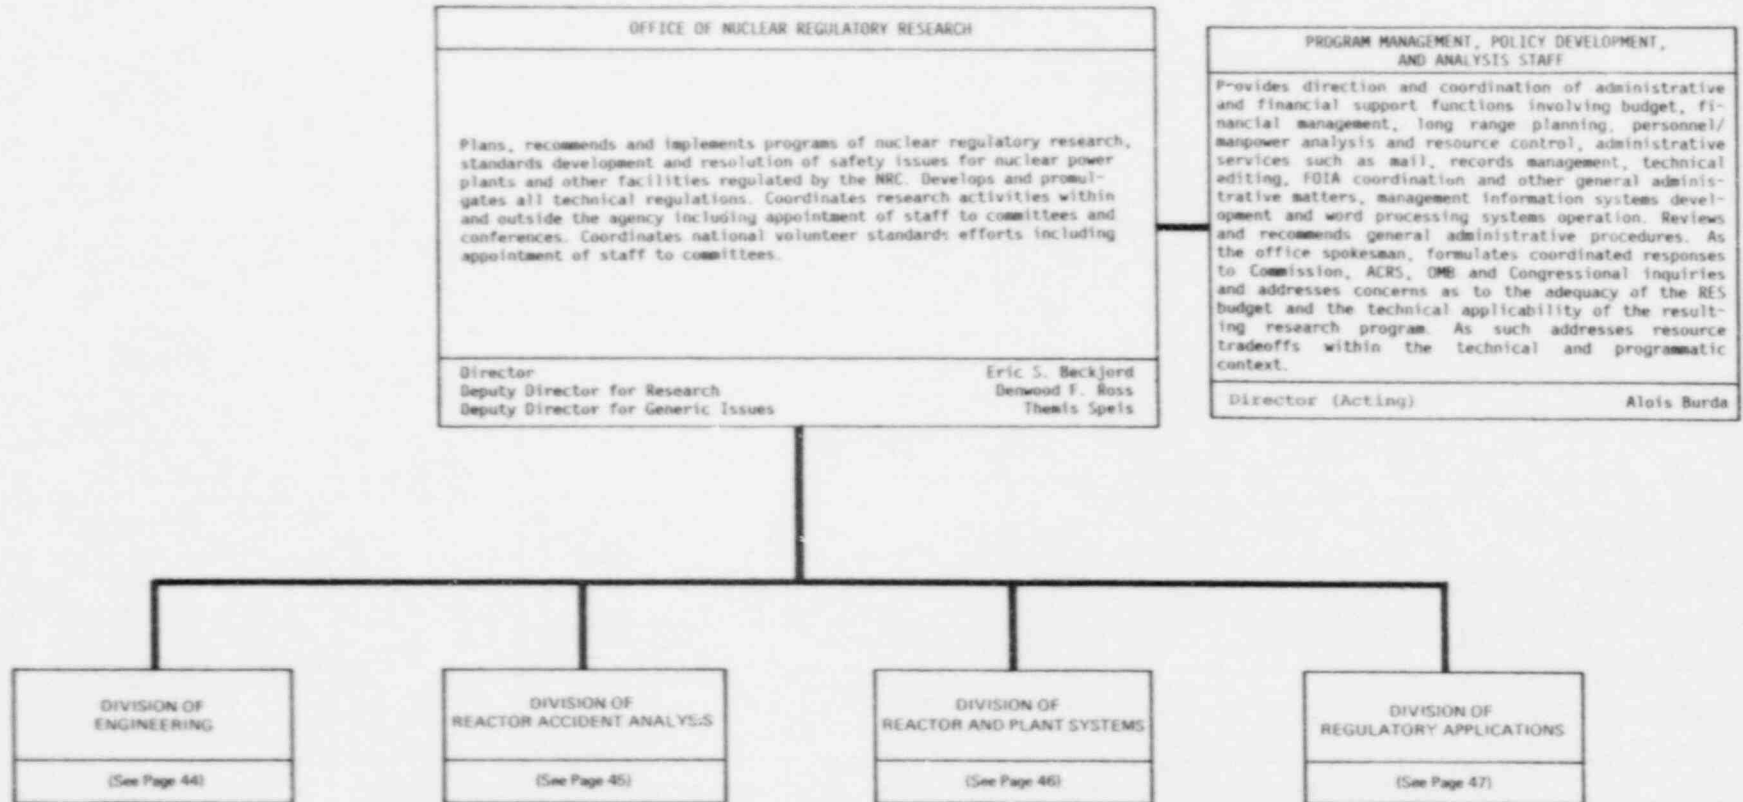 OFFICE OF NUCLEAR REGULATORY RESEARCH
Plans, recommends and implements programs of nuclear regulatory research,
standards development and resolution of safety issues for nuclear power
plants and other facilities regulated by the NRC. Develops and promul-
gates all technical regulations. Coordinates research activities within
and outside the agency including appointment of staff to committees and
conferences. Coordinates national volunteer standards efforts including
appointment of staff to committees.
Director Eric S. Beckjord
Deputy Director for Research Denwood F. Ross
Deputy Director for Generic Issues Themis Speis
PROGRAM MANAGEMENT, POLICY DEVELOPMENT,
AND ANALYSIS STAFF
Provides direction and coordination of administrative
and financial support functions involving budget, fi-
nancial management, long range planning, personnel/
manpower analysis and resource control, administrative
services such as mail, records management, technical
editing, FOIA coordination and other general adminis-
trative matters, management information systems devel-
opment and word processing systems operation. Reviews
and recommends general administrative procedures. As
the office spokesman, formulates coordinated responses
to Commission, ACRS, OMB and Congressional inquiries
and addresses concerns as to the adequacy of the RES
budget and the technical applicability of the result-
ing research program. As such addresses resource
tradeoffs within the technical and programmatic
context.
Director (Acting) Alois Burda
DIVISION OF
ENGINEERING
(See Page 44)
DIVISION OF
REACTOR ACCIDENT ANALYSIS
(See Page 45)
DIVISION OF
REACTOR AND PLANT SYSTEMS
(See Page 46)
DIVISION OF
REGULATORY APPLICATIONS
(See Page 47)